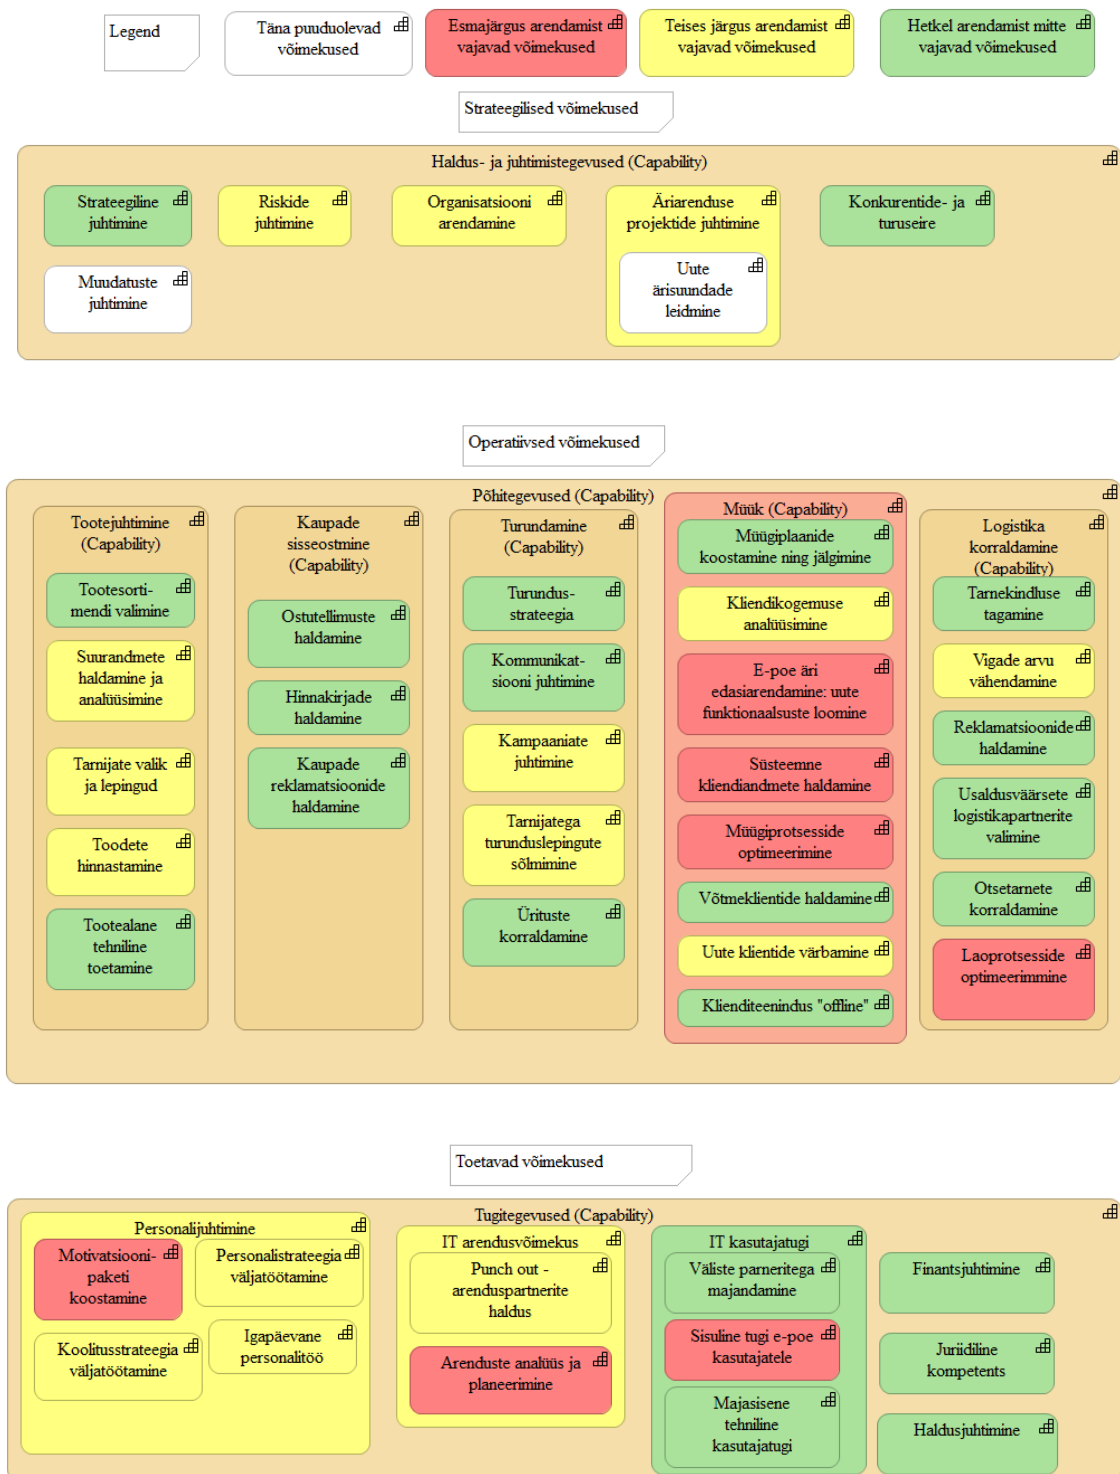 Legend
Täna puuduolevad
võimekused
Esmajärgus arendamist
vajavad võimekused
Teises järgus arendamist
vajavad võimekused
Hetkel arendamist mitte
vajavad võimekused
Strateegilised võimekused
Haldus- ja juhtimistegevused (Capability)
Strateegiline
juhtimine
Riskide
juhtimine
Organisatsiooni
arendamine
Äriarenduse
projektide juhtimine
Konkurentide- ja
turuseire
Muudatuste
juhtimine
Uute
ärisuundade
leidmine
Operatiivsed võimekused
Põhitegevused (Capability)
Tootejuhtimine
(Capability)
Tootesorti-
mendi valimine
Suurandmete
haldamine ja
analüüsimine
Tarnijate valik
ja lepingud
Toodete
hinnastamine
Tootealane
tehniline
toetamine
Kaupade
sisseostmine
(Capability)
Ostutellimuste
haldamine
Hinnakirjade
haldamine
Kaupade
reklamatsioonide
haldamine
Turundamine
(Capability)
Turundus-
strateegia
Kommunikat-
siooni juhtimine
Kampaaniate
juhtimine
Tarnijatega
turunduslepingute
sõlmimine
Ürituste
korraldamine
Müük (Capability)
Müügiplaanide
koostamine ning jälgimine
Kliendikogemuse
analüüsimine
E-poe äri
edasiarendamine: uute
funktionaalsuste loomine
Süsteemne
kliendiandmete haldamine
Müügiprotsesside
optimeerimine
Võtmeklientide haldamine
Uute klientide värbamine
Klienditeenindus "offline"
Logistika
korraldamine
(Capability)
Tarnekindluse
tagamine
Vigade arvu
vähendamine
Reklamatsioonide
haldamine
Usaldusväärsete
logistikapartnerite
valimine
Otsetarnete
korraldamine
Laoprotsesside
optimeerimmine
Toetavad võimekused
Tugitegevused (Capability)
Personalijuhtimine
Motivatsiooni-
paketi
koostamine
Personalistrateegia
väljatöötamine
Koolitusstrateegia
väljatöötamine
Igapäevane
personalitöö
IT arendusvõimekus
Punch out -
arenduspartnerite
haldus
Arenduste analüüs ja
planeerimine
IT kasutajatugi
Väliste parneritega
majandamine
Sisuline tugi e-poe
kasutajatele
Majasisene
tehniline
kasutajatugi
Finantsjuhtimine
Juriidiline
kompetents
Haldusjuhtimine